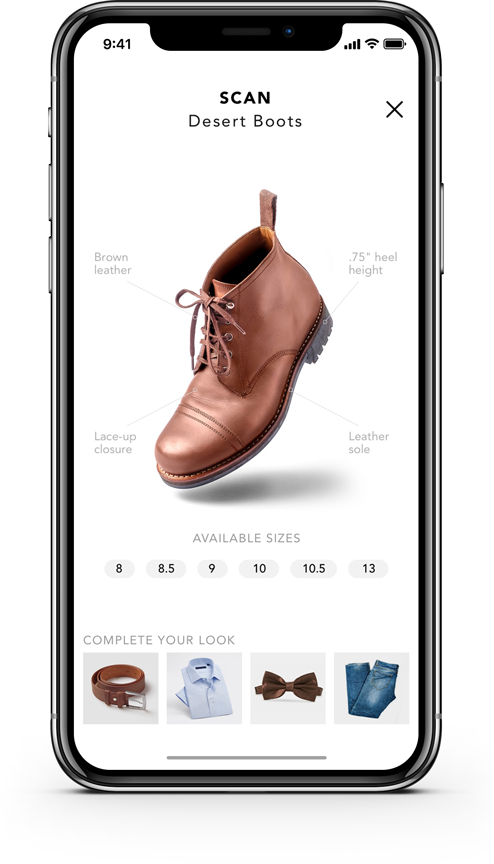 9:41
SCAN
Desert Boots
Brown
leather
.75" heel
height
Lace-up
closure
Leather
sole
AVAILABLE SIZES
8 8.5 9 10 10.5 13
COMPLETE YOUR LOOK